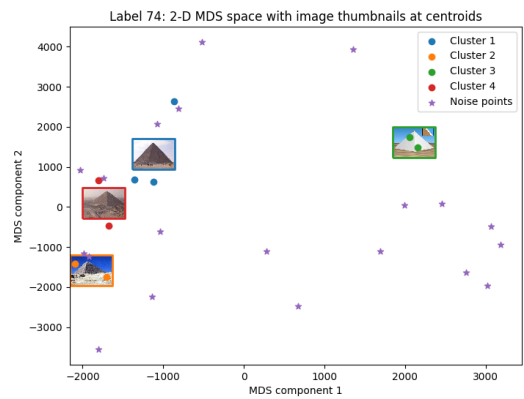 Label 74: 2-D MDS space with image thumbnails at centroids
4000
3000
2000
1000
0
−1000
−2000
−3000
MDS component 2
Cluster 1
Cluster 2
Cluster 3
Cluster 4
Noise points
−2000 −1000 0 1000 2000 3000
MDS component 1